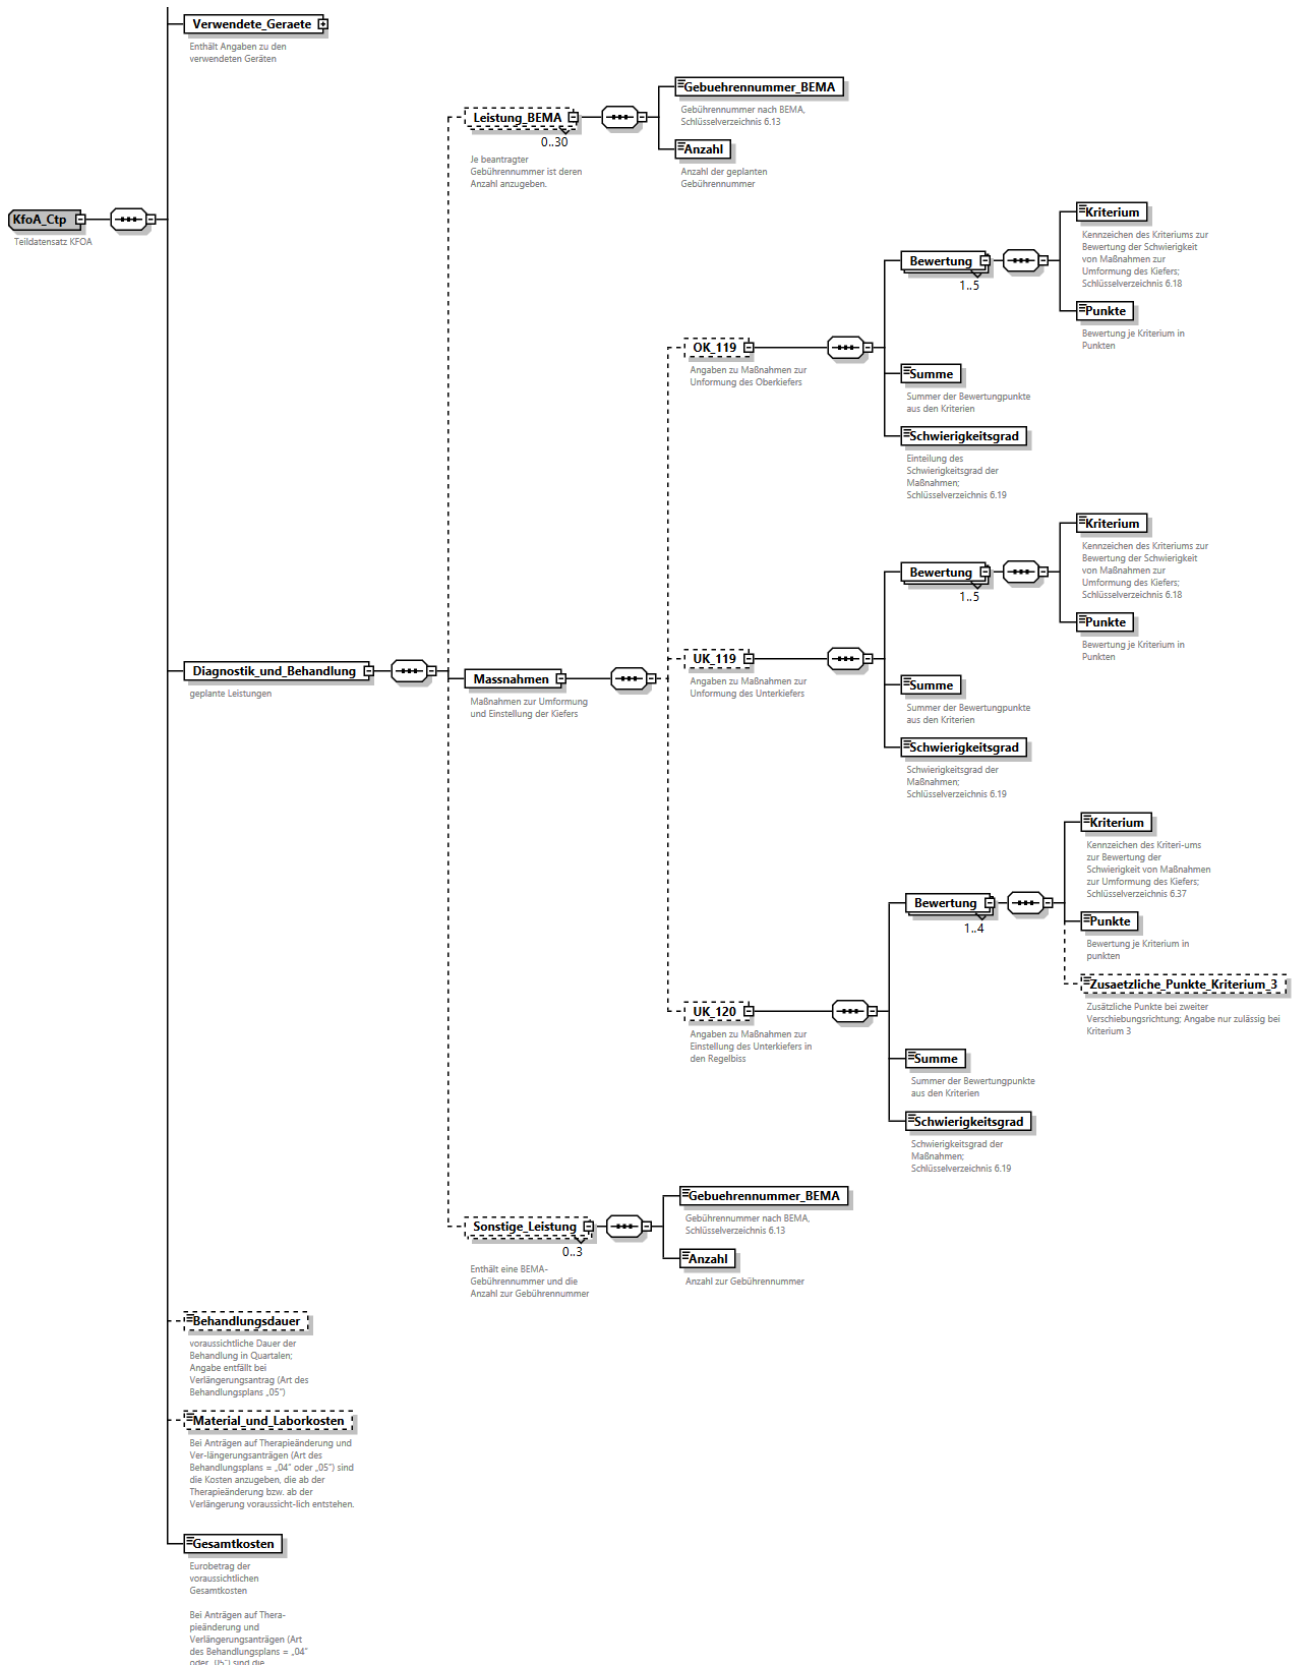 Verwendete_Geraete
Enthält Angaben zu den
verwendeten Geräten
KfoA_Ctp
Teildatensatz KFOA
Leistung_BEMA
0..30
Je beantragter
Gebührennummer ist deren
Anzahl anzugeben.
Gebuehrennummer_BEMA
Gebührennummer nach BEMA,
Schlüsselverzeichnis 6.13
Anzahl
Anzahl der geplanten
Gebührennummer
Diagnostik_und_Behandlung
geplante Leistungen
Massnahmen
Maßnahmen zur Umformung
und Einstellung der Kiefers
OK_119
Angaben zu Maßnahmen zur
Unformung des Oberkiefers
Bewertung
1..5
Kriterium
Kennzeichen des Kriteriums zur
Bewertung der Schwierigkeit
von Maßnahmen zur
Umformung des Kiefers;
Schlüsselverzeichnis 6.18
Punkte
Bewertung je Kriterium in
Punkten
Summe
Summer der Bewertungpunkte
aus den Kriterien
Schwierigkeitsgrad
Einteilung des
Schwierigkeitsgrad der
Maßnahmen;
Schlüsselverzeichnis 6.19
UK_119
Angaben zu Maßnahmen zur
Unformung des Unterkiefers
Bewertung
1..5
Kriterium
Kennzeichen des Kriteriums zur
Bewertung der Schwierigkeit
von Maßnahmen zur
Umformung des Kiefers;
Schlüsselverzeichnis 6.18
Punkte
Bewertung je Kriterium in
Punkten
Summe
Summer der Bewertungpunkte
aus den Kriterien
Schwierigkeitsgrad
Schwierigkeitsgrad der
Maßnahmen;
Schlüsselverzeichnis 6.19
UK_120
Angaben zu Maßnahmen zur
Einstellung des Unterkiefers in
den Regelbiss
Bewertung
1..4
Kriterium
Kennzeichen des Kriteri-ums
zur Bewertung der
Schwierigkeit von Maßnahmen
zur Umformung des Kiefers;
Schlüsselverzeichnis 6.37
Punkte
Bewertung je Kriterium in
punkten
Zusaetzliche_Punkte_Kriterium_3
Zusätzliche Punkte bei zweiter
Verschiebungsrichtung; Angabe nur zulässig bei
Kriterium 3
Summe
Summer der Bewertungpunkte
aus den Kriterien
Schwierigkeitsgrad
Schwierigkeitsgrad der
Maßnahmen;
Schlüsselverzeichnis 6.19
Sonstige_Leistung
0..3
Enthält eine BEMA-
Gebührennummer und die
Anzahl zur Gebührennummer
Gebuehrennummer_BEMA
Gebührennummer nach BEMA,
Schlüsselverzeichnis 6.13
Anzahl
Anzahl zur Gebührennummer
Behandlungsdauer
voraussichtliche Dauer der
Behandlung in Quartalen;
Angabe entfällt bei
Verlängerungsantrag (Art des
Behandlungsplans „05“)
Material_und_Laborkosten
Bei Anträgen auf Therapieänderung und
Ver-längerungsanträgen (Art des
Behandlungsplans = „04“ oder „05“) sind
die Kosten anzugeben, die ab der
Therapieänderung bzw. ab der
Verlängerung voraussicht-lich entstehen.
Gesamtkosten
Eurobetrag der
voraussichtlichen
Gesamtkosten
Bei Anträgen auf Thera-
pieänderung und
Verlängerungsanträgen (Art
des Behandlungsplans = „04“
oder „05“) sind die